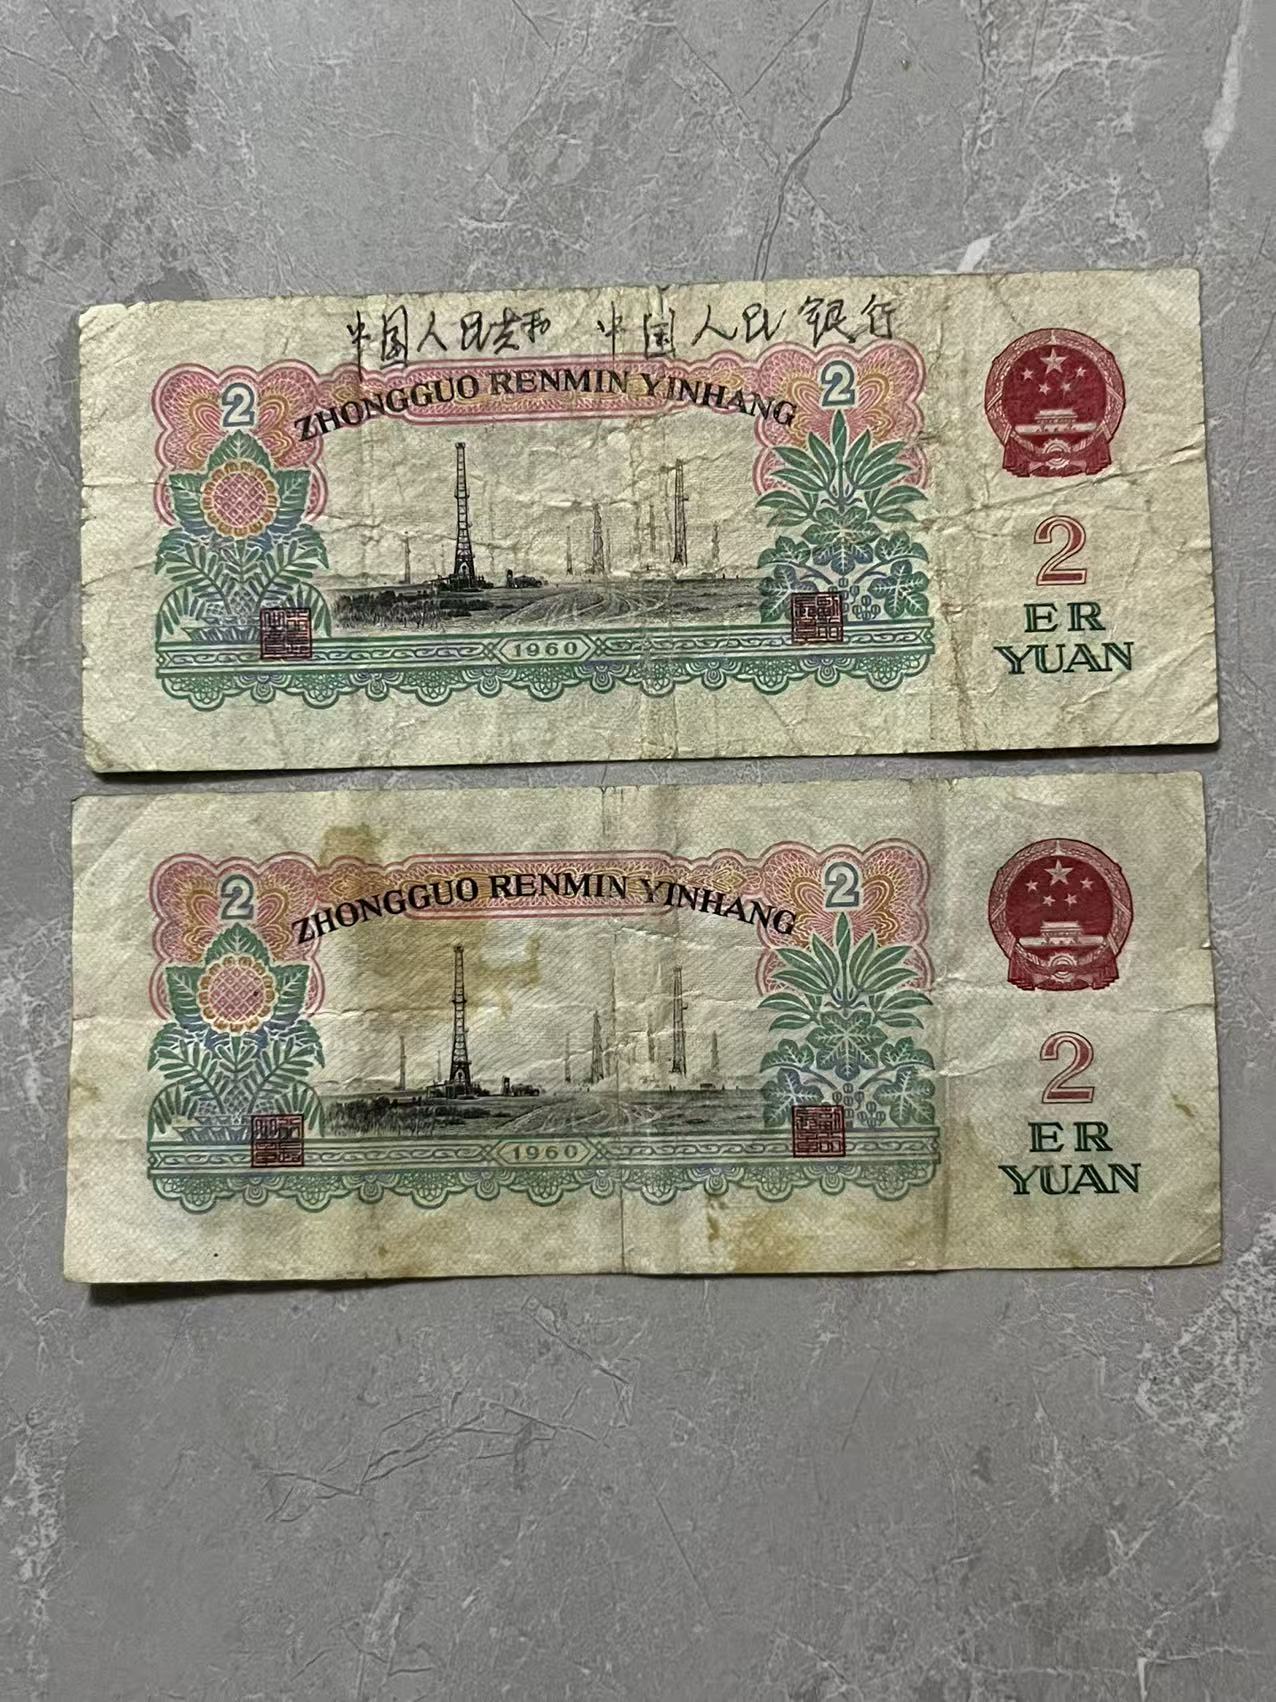 中国人民共和 中国人民银行
2 ZHONGGUO RENMIN YINHANG 2
2
ER
YUAN
1960
2 ZHONGGUO RENMIN YINHANG 2
2
ER
YUAN
1960